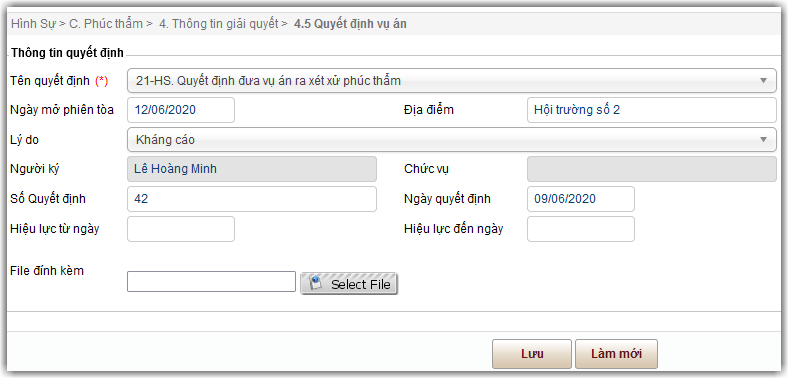 Hình Sự > C. Phúc thẩm > 4. Thông tin giải quyết > 4.5 Quyết định vụ án
Thông tin quyết định
Tên quyết định (*) 21-HS. Quyết định đưa vụ án ra xét xử phúc thẩm
Ngày mở phiên tòa 12/06/2020 Địa điểm Hội trường số 2
Lý do Kháng cáo
Người ký Lê Hoàng Minh Chức vụ
Số Quyết định 42 Ngày quyết định 09/06/2020
Hiệu lực từ ngày Hiệu lực đến ngày
File đính kèm Select File
Lưu Làm mới